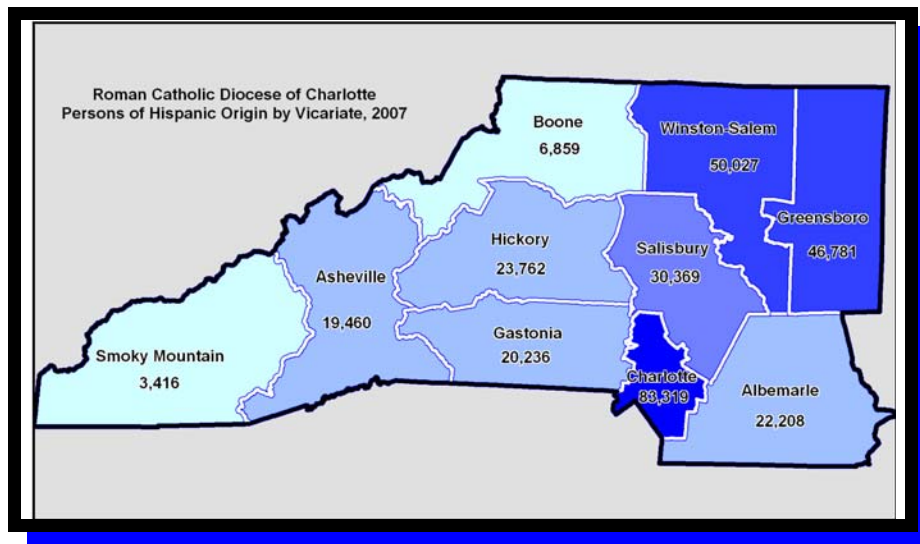 Roman Catholic Diocese of Charlotte
Persons of Hispanic Origin by Vicariate, 2007
Boone
6,859
Winston-Salem
50,027
Greensboro
46,781
Hickory
23,762
Salisbury
30,369
Asheville
19,460
Gastonia
20,236
Smoky Mountain
3,416
Charlotte
83,319
Albemarle
22,208